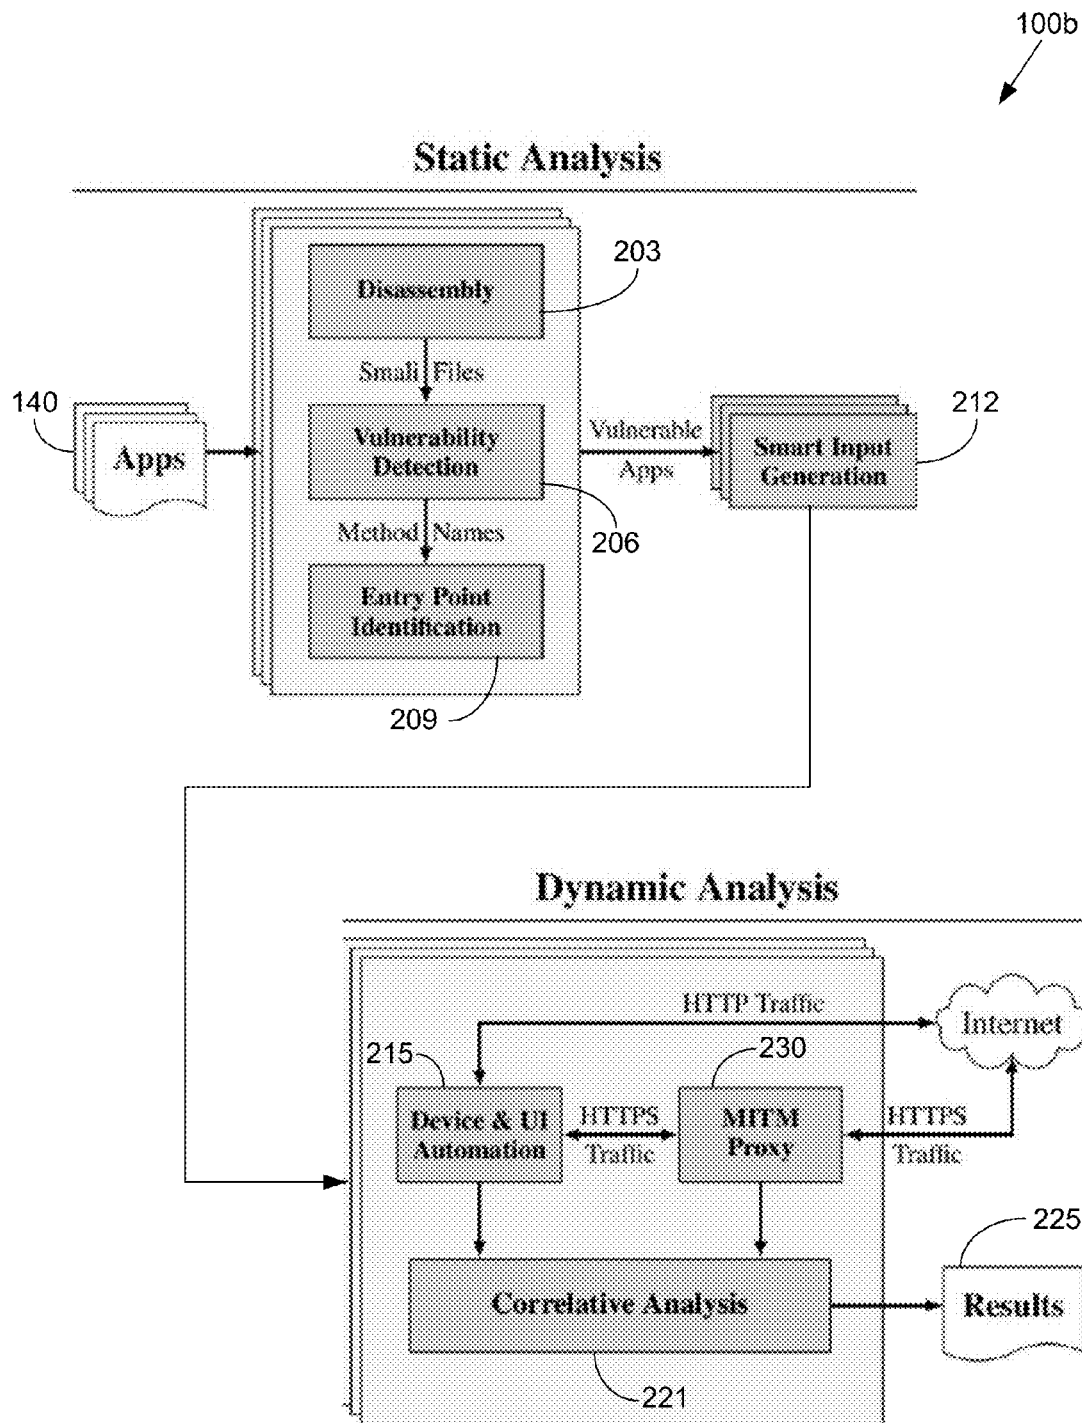 100b
Static Analysis
Disassembly
203
Smali Files
140
Apps
Vulnerability
Detection
206
Vulnerable
Apps
Smart Input
Generation
212
Method Names
Entry Point
Identification
209
Dynamic Analysis
HTTP Traffic
Internet
215
230
Device & UI
Automation
HTTPS
Traffic
MITM
Proxy
HTTPS
Traffic
225
Correlative Analysis
Results
221